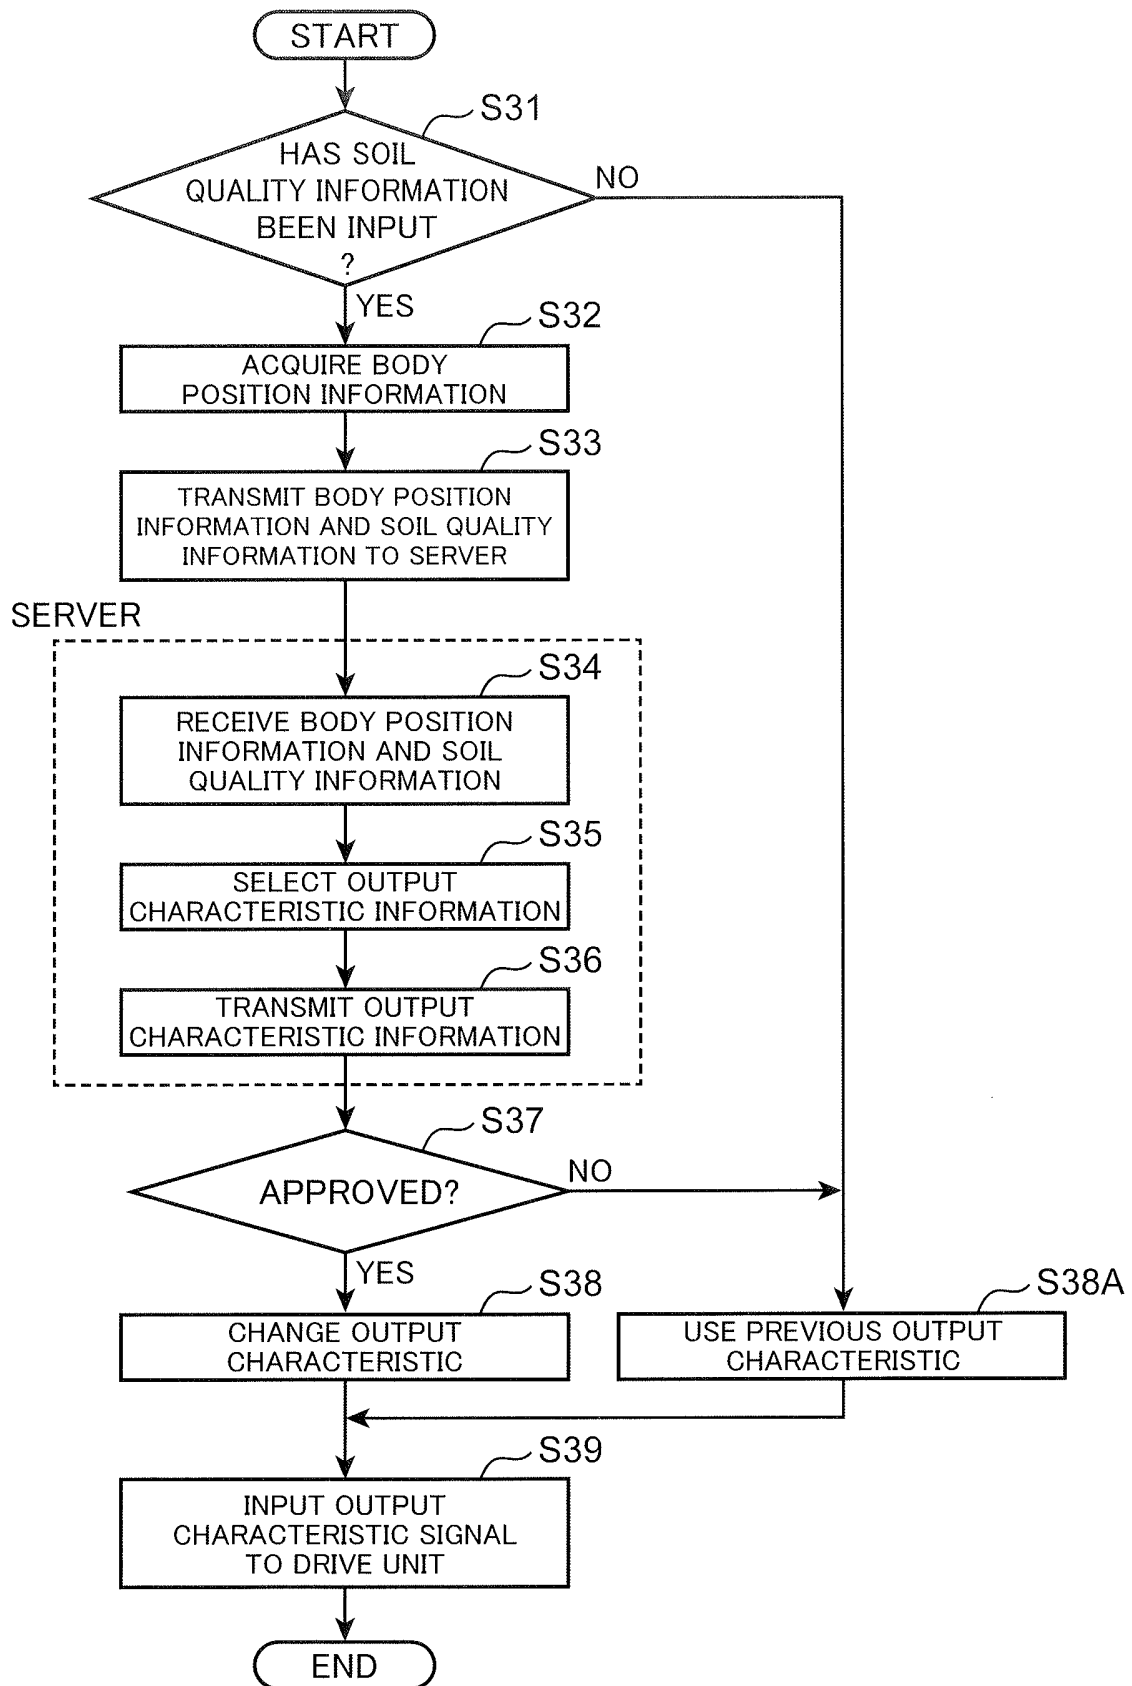 START
S31
HAS SOIL
QUALITY INFORMATION
BEEN INPUT
?
NO
YES
S32
ACQUIRE BODY
POSITION INFORMATION
S33
TRANSMIT BODY POSITION
INFORMATION AND SOIL QUALITY
INFORMATION TO SERVER
SERVER
S34
RECEIVE BODY POSITION
INFORMATION AND SOIL
QUALITY INFORMATION
S35
SELECT OUTPUT
CHARACTERISTIC INFORMATION
S36
TRANSMIT OUTPUT
CHARACTERISTIC INFORMATION
S37
APPROVED?
NO
YES
S38
CHANGE OUTPUT
CHARACTERISTIC
S38A
USE PREVIOUS OUTPUT
CHARACTERISTIC
S39
INPUT OUTPUT
CHARACTERISTIC SIGNAL
TO DRIVE UNIT
END